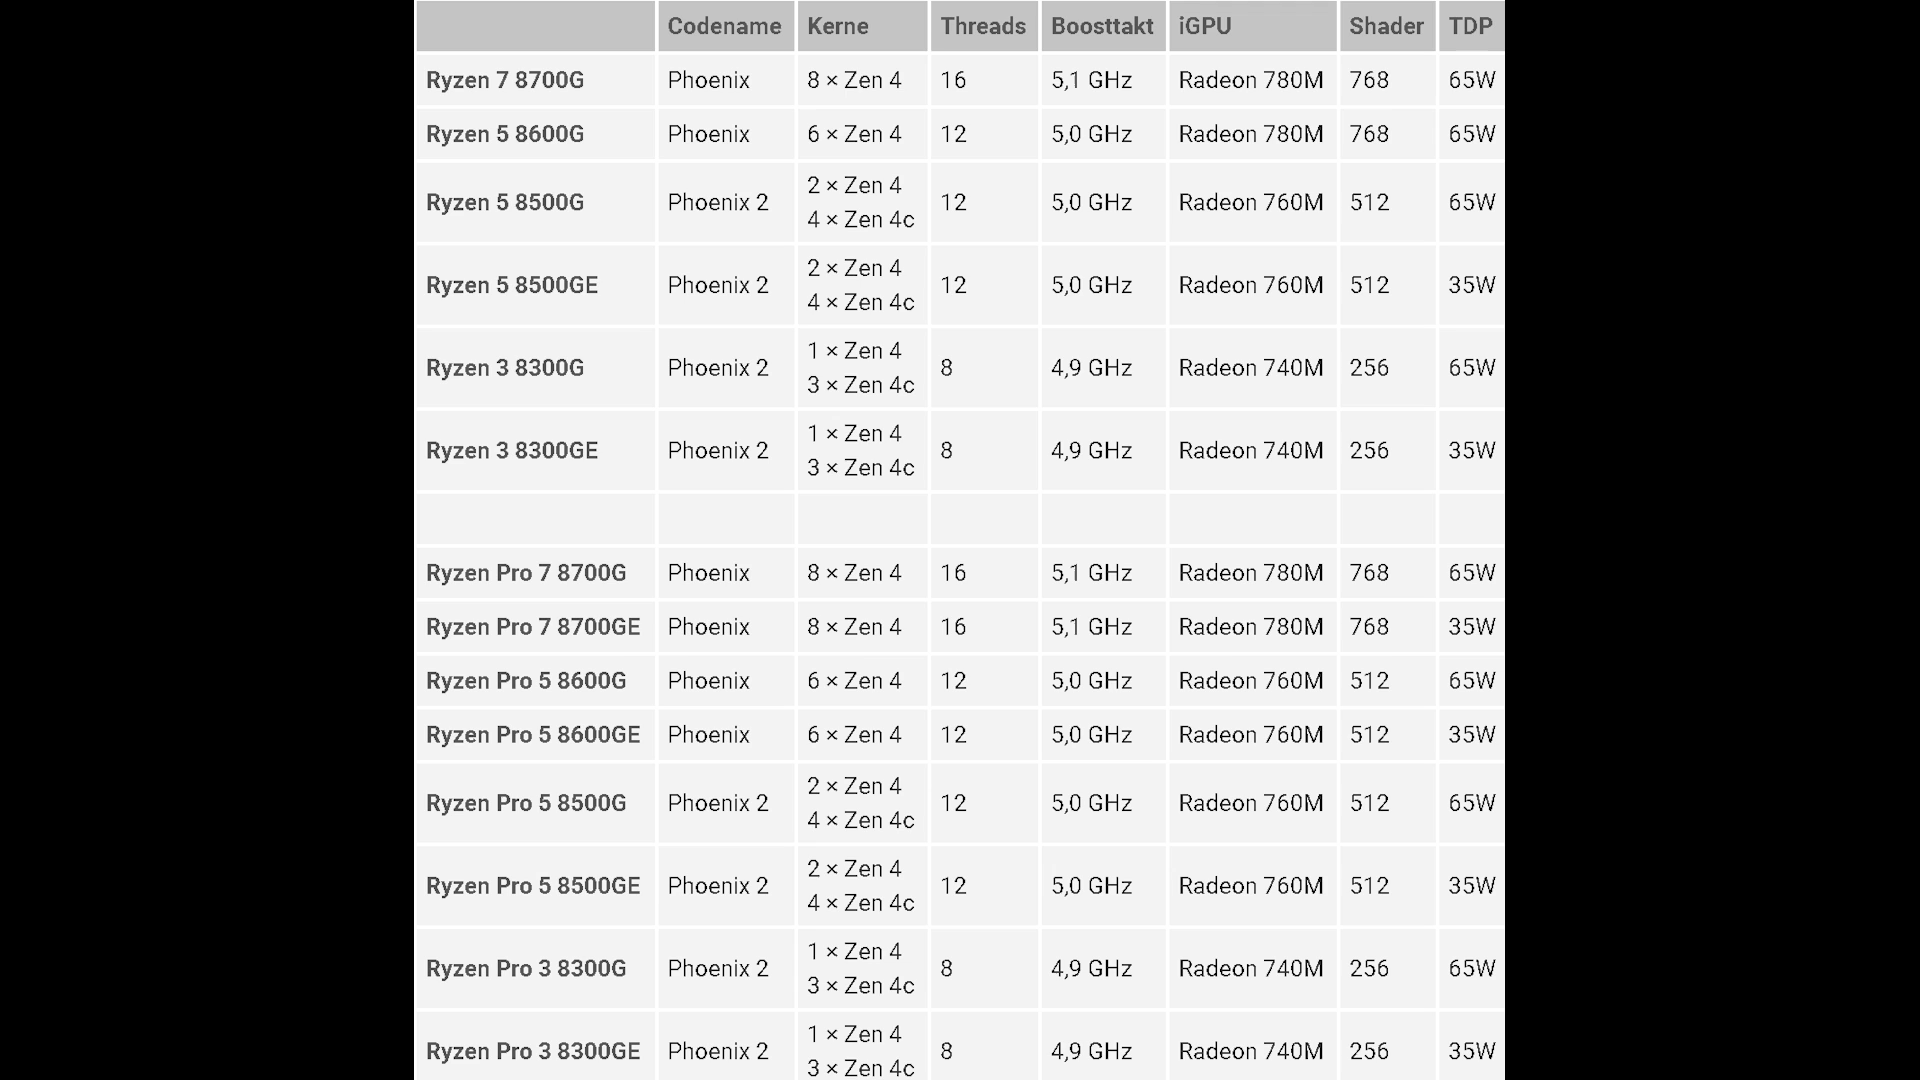 Codename Kerne Threads Boosttakt iGPU Shader TDP
Ryzen 7 8700G Phoenix 8 × Zen 4 16 5,1 GHz Radeon 780M 768 65W
Ryzen 5 8600G Phoenix 6 × Zen 4 12 5,0 GHz Radeon 780M 768 65W
Ryzen 5 8500G Phoenix 2 2 × Zen 4 12 5,0 GHz Radeon 760M 512 65W
4 × Zen 4c
Ryzen 5 8500GE Phoenix 2 2 × Zen 4 12 5,0 GHz Radeon 760M 512 35W
4 × Zen 4c
Ryzen 3 8300G Phoenix 2 1 × Zen 4 8 4,9 GHz Radeon 740M 256 65W
3 × Zen 4c
Ryzen 3 8300GE Phoenix 2 1 × Zen 4 8 4,9 GHz Radeon 740M 256 35W
3 × Zen 4c
Ryzen Pro 7 8700G Phoenix 8 × Zen 4 16 5,1 GHz Radeon 780M 768 65W
Ryzen Pro 7 8700GE Phoenix 8 × Zen 4 16 5,1 GHz Radeon 780M 768 35W
Ryzen Pro 5 8600G Phoenix 6 × Zen 4 12 5,0 GHz Radeon 760M 512 65W
Ryzen Pro 5 8600GE Phoenix 6 × Zen 4 12 5,0 GHz Radeon 760M 512 35W
Ryzen Pro 5 8500G Phoenix 2 2 × Zen 4 12 5,0 GHz Radeon 760M 512 65W
4 × Zen 4c
Ryzen Pro 5 8500GE Phoenix 2 2 × Zen 4 12 5,0 GHz Radeon 760M 512 35W
4 × Zen 4c
Ryzen Pro 3 8300G Phoenix 2 1 × Zen 4 8 4,9 GHz Radeon 740M 256 65W
3 × Zen 4c
Ryzen Pro 3 8300GE Phoenix 2 1 × Zen 4 8 4,9 GHz Radeon 740M 256 35W
3 × Zen 4c